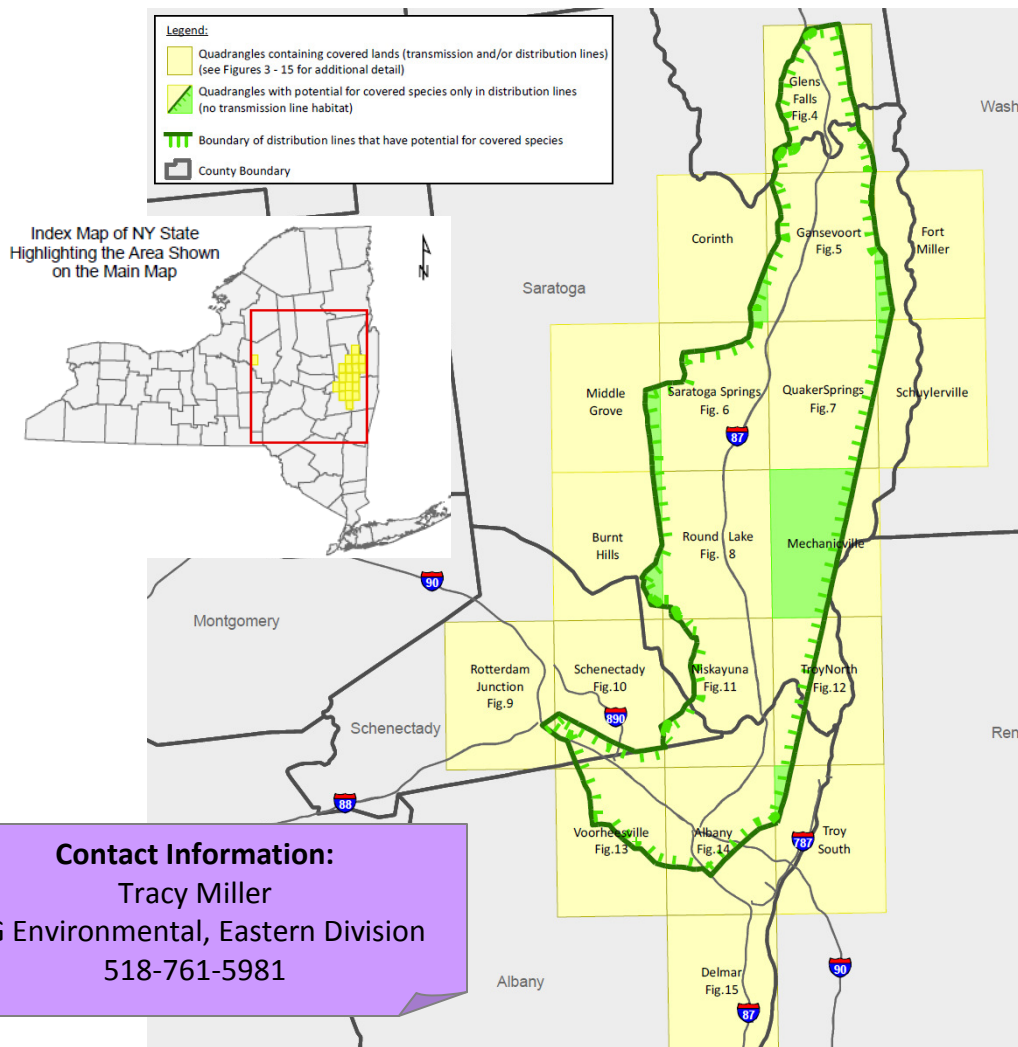 Legend:
Quadrangles containing covered lands (transmission and/or distribution lines)
(see Figures 3 - 15 for additional detail)
Quadrangles with potential for covered species only in distribution lines
(no transmission line habitat)
Boundary of distribution lines that have potential for covered species
County Boundary
Index Map of NY State
Highlighting the Area Shown
on the Main Map
N
Glens
Falls
Fig.4
Wash
Corinth
Gansevoort
Fig.5
Fort
Miller
Saratoga
Middle
Grove
Saratoga Springs
Fig. 6
QuakerSprings
Fig.7
Schuylerville
87
Burnt
Hills
Round Lake
Fig. 8
Mechanicville
90
Montgomery
Rotterdam
Junction
Fig.9
Schenectady
Fig.10
Niskayuna
Fig.11
TroyNorth
Fig.12
890
Schenectady
Ren
88
Voorheesville
Fig.13
Albany
Fig.14
787
Troy
South
Contact Information:
Tracy Miller
G Environmental, Eastern Division
518-761-5981
Albany
Delmar
Fig.15
90
87